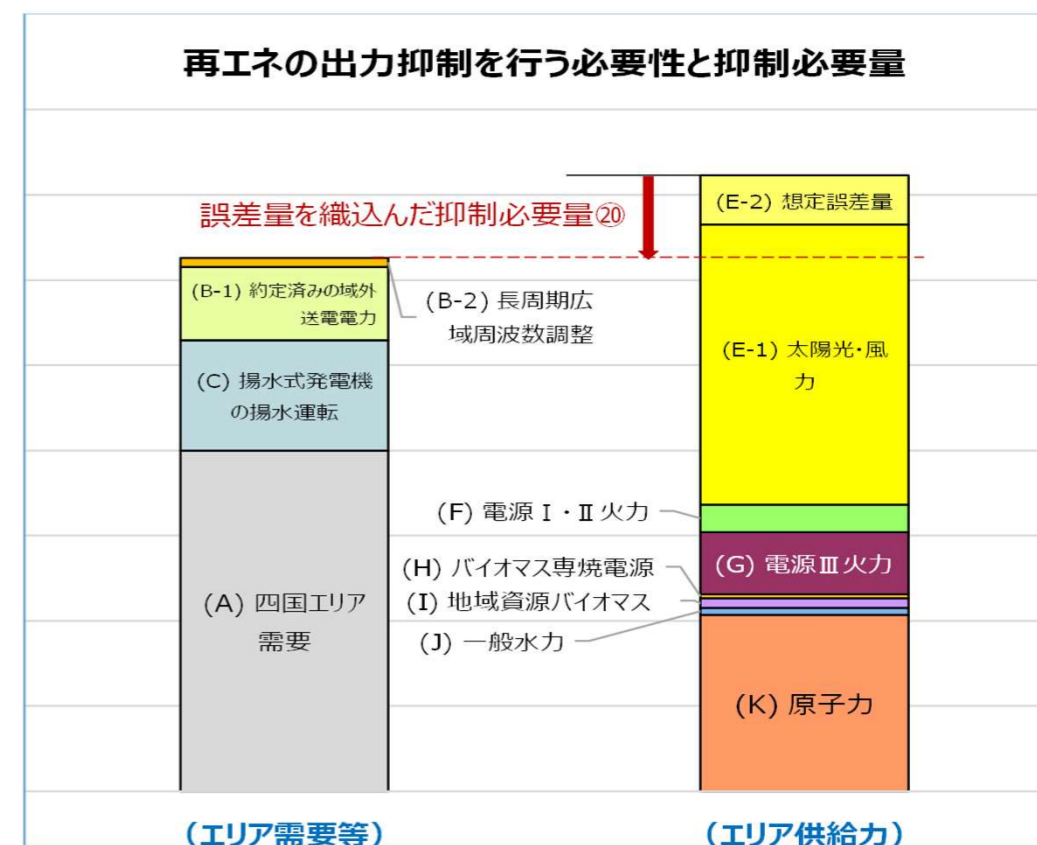 再エネの出力抑制を行う必要性と抑制必要量
誤差量を織込んだ抑制必要量⑳
(B-1) 約定済みの域外
送電電力
(B-2) 長周期広
域周波数調整
(C) 揚水式発電機
の揚水運転
(A) 四国エリア
需要
(E-2) 想定誤差量
(E-1) 太陽光・風
力
(F) 電源Ⅰ・Ⅱ火力
(G) 電源Ⅲ火力
(H) バイオマス専焼電源
(I) 地域資源バイオマス
(J) 一般水力
(K) 原子力
(エリア需要等)
(エリア供給力)